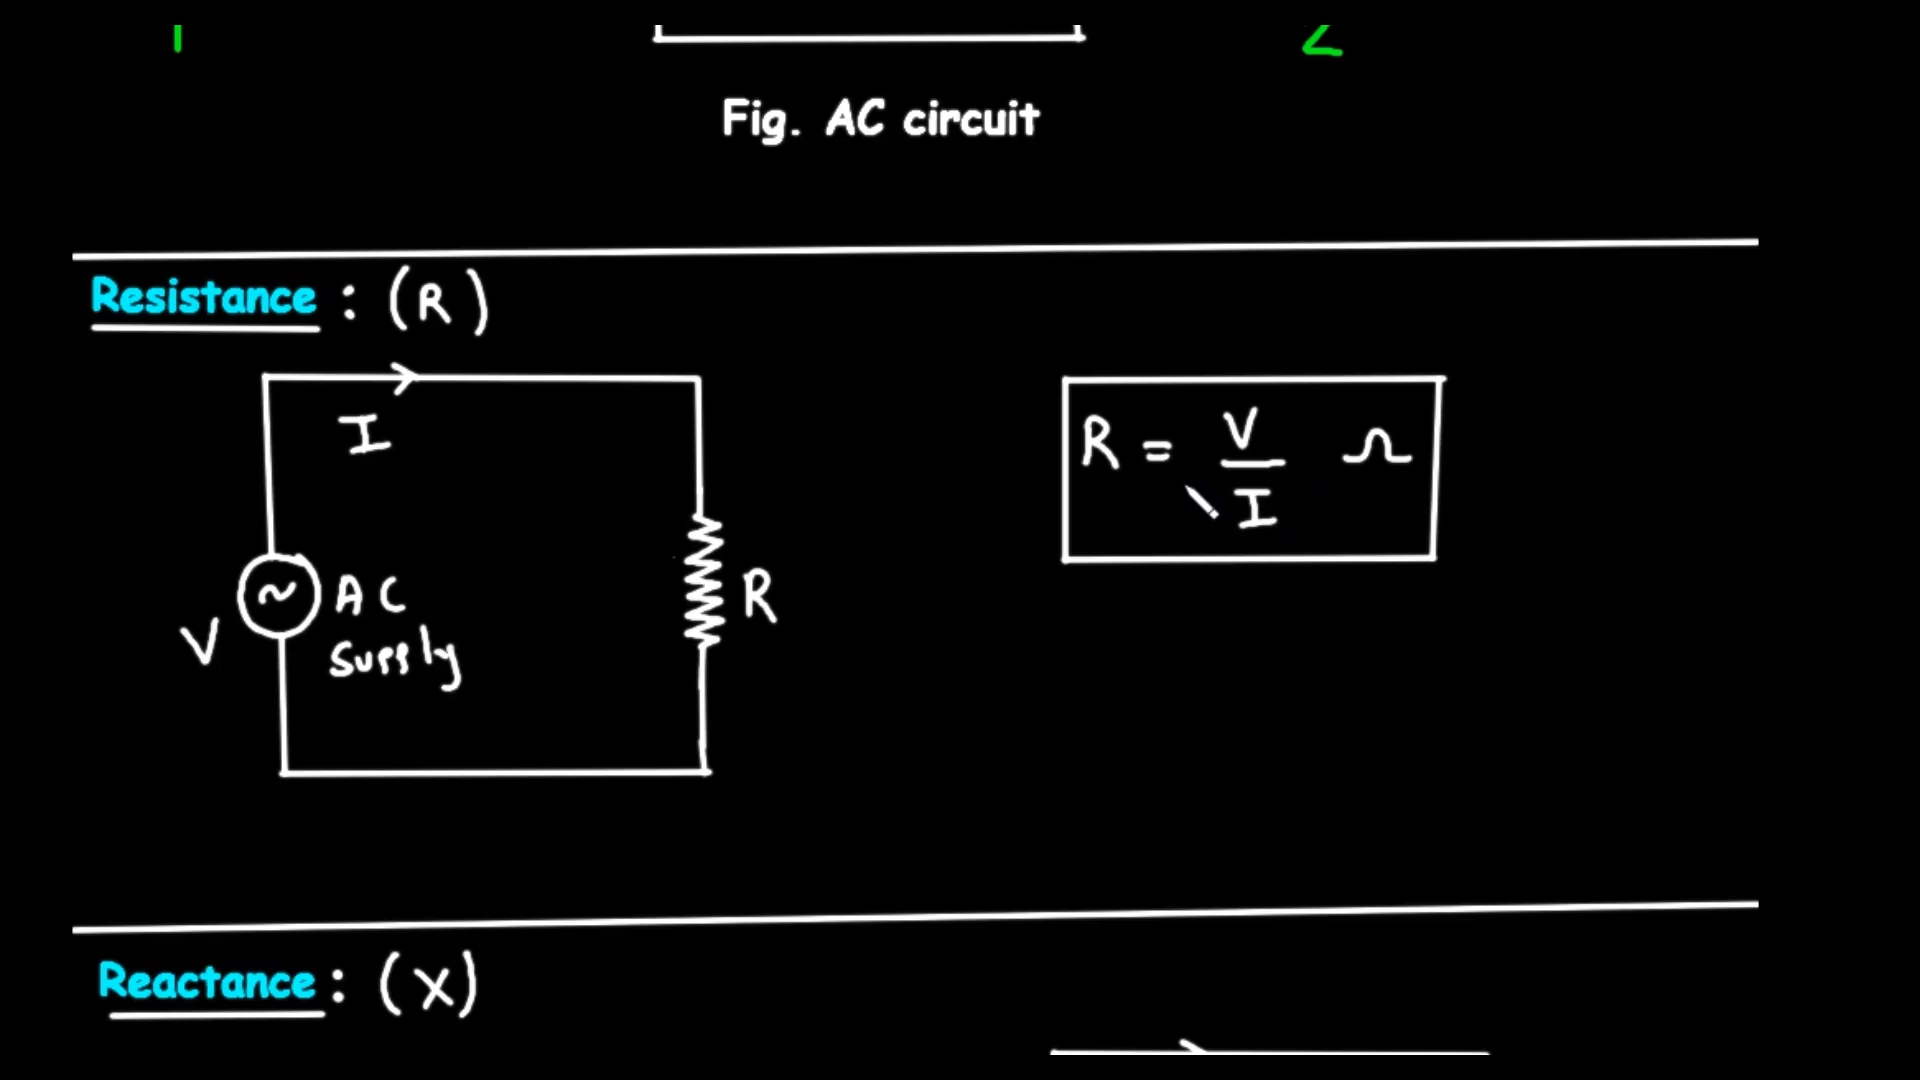 Fig. AC circuit
Resistance : (R)
I
R = V/I Ω
AC
Supply
V
R
Reactance : (X)